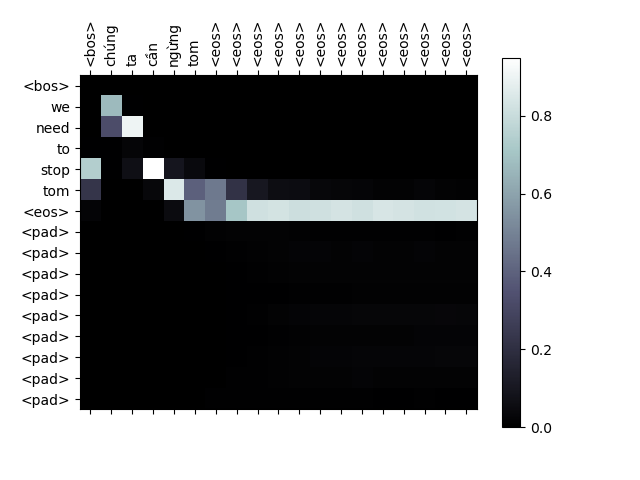 <bos> chúng ta cần ngừng tom <eos> <eos> <eos> <eos> <eos> <eos> <eos> <eos> <eos> <eos> <eos> <eos> <eos>
<bos>
we
need
to
stop
tom
<eos>
<pad>
<pad>
<pad>
<pad>
<pad>
<pad>
<pad>
<pad>
<pad>
0.8
0.6
0.4
0.2
0.0